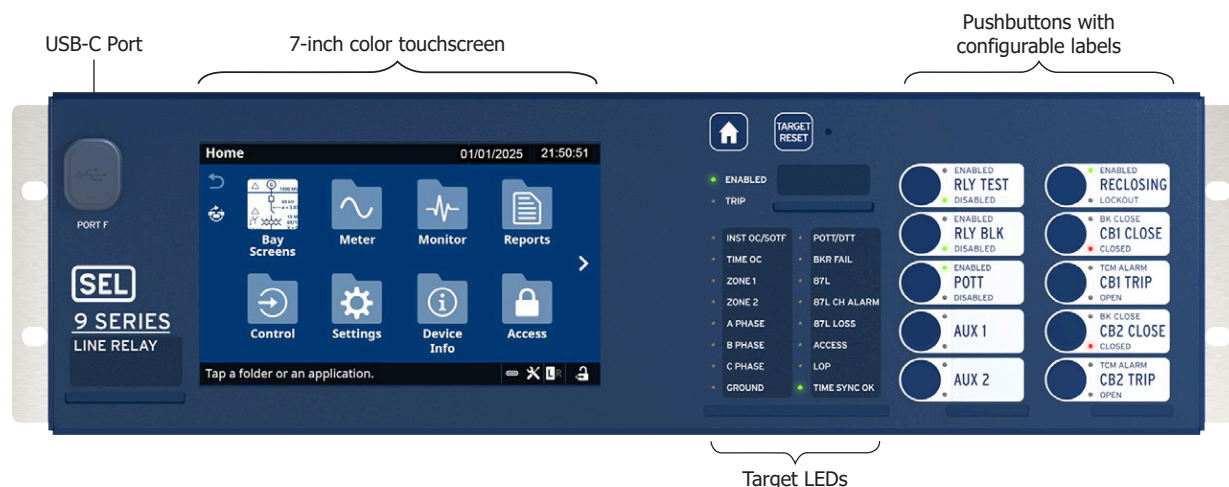 USB-C Port
7-inch color touchscreen
Pushbuttons with
configurable labels
PORT F
SEL
9 SERIES
LINE RELAY
Home
01/01/2025 21:50:51
Bay
Screens
Meter
Monitor
Reports
Control
Settings
Device
Info
Access
Tap a folder or an application.
L R
TARGET
RESET
ENABLED
TRIP
INST OC/SOTF
TIME OC
ZONE 1
ZONE 2
A PHASE
B PHASE
C PHASE
GROUND
POTT/DTT
BKR FAIL
87L
87L CH ALARM
87L LOSS
ACCESS
LOP
TIME SYNC OK
ENABLED
RLY TEST
DISABLED
ENABLED
RLY BLK
DISABLED
ENABLED
POTT
DISABLED
AUX 1
AUX 2
ENABLED
RECLOSING
LOCKOUT
BK CLOSE
CB1 CLOSE
CLOSED
TCM ALARM
CB1 TRIP
OPEN
BK CLOSE
CB2 CLOSE
CLOSED
TCM ALARM
CB2 TRIP
OPEN
Target LEDs